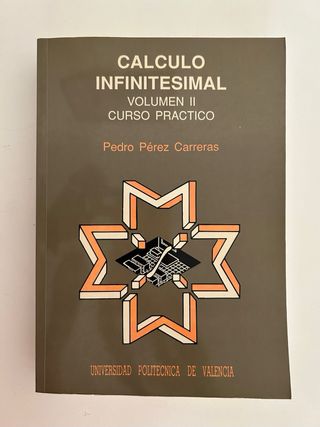 CALCULO
INFINITESIMAL
VOLUMEN II
CURSO PRACTICO
Pedro Pérez Carreras
UNIVERSIDAD POLITECNICA DE VALENCIA